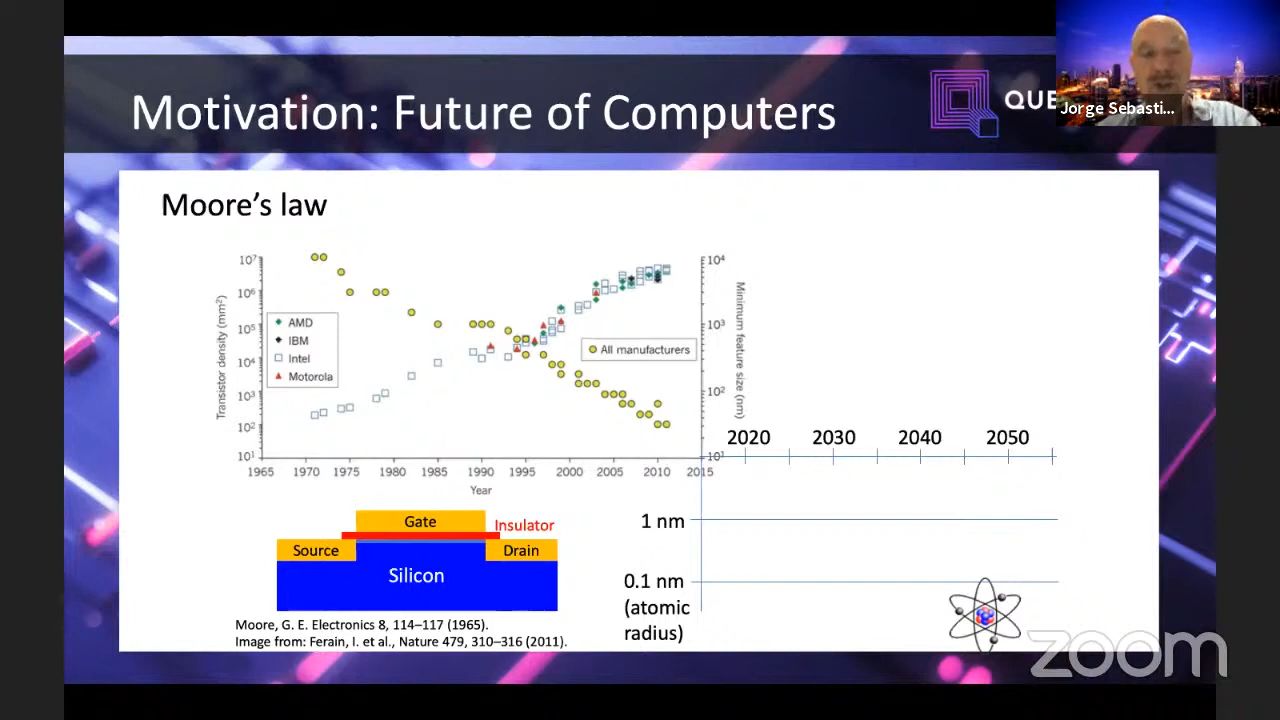 Motivation: Future of Computers
QUE
Jorge Sebasti...
Moore's law
10⁷
10⁶
10⁵
10⁴
10³
10²
10¹
Transistor density (mm²)
AMD
IBM
Intel
Motorola
All manufacturers
10⁴
10³
10²
10¹
Minimum feature size (nm)
1965 1970 1975 1980 1985 1990 1995 2000 2005 2010 2015
Year
2020 2030 2040 2050
Gate
Insulator
Source
Drain
Silicon
1 nm
0.1 nm
(atomic
radius)
Moore, G. E. Electronics 8, 114–117 (1965).
Image from: Ferain, I. et al., Nature 479, 310–316 (2011).
zoom